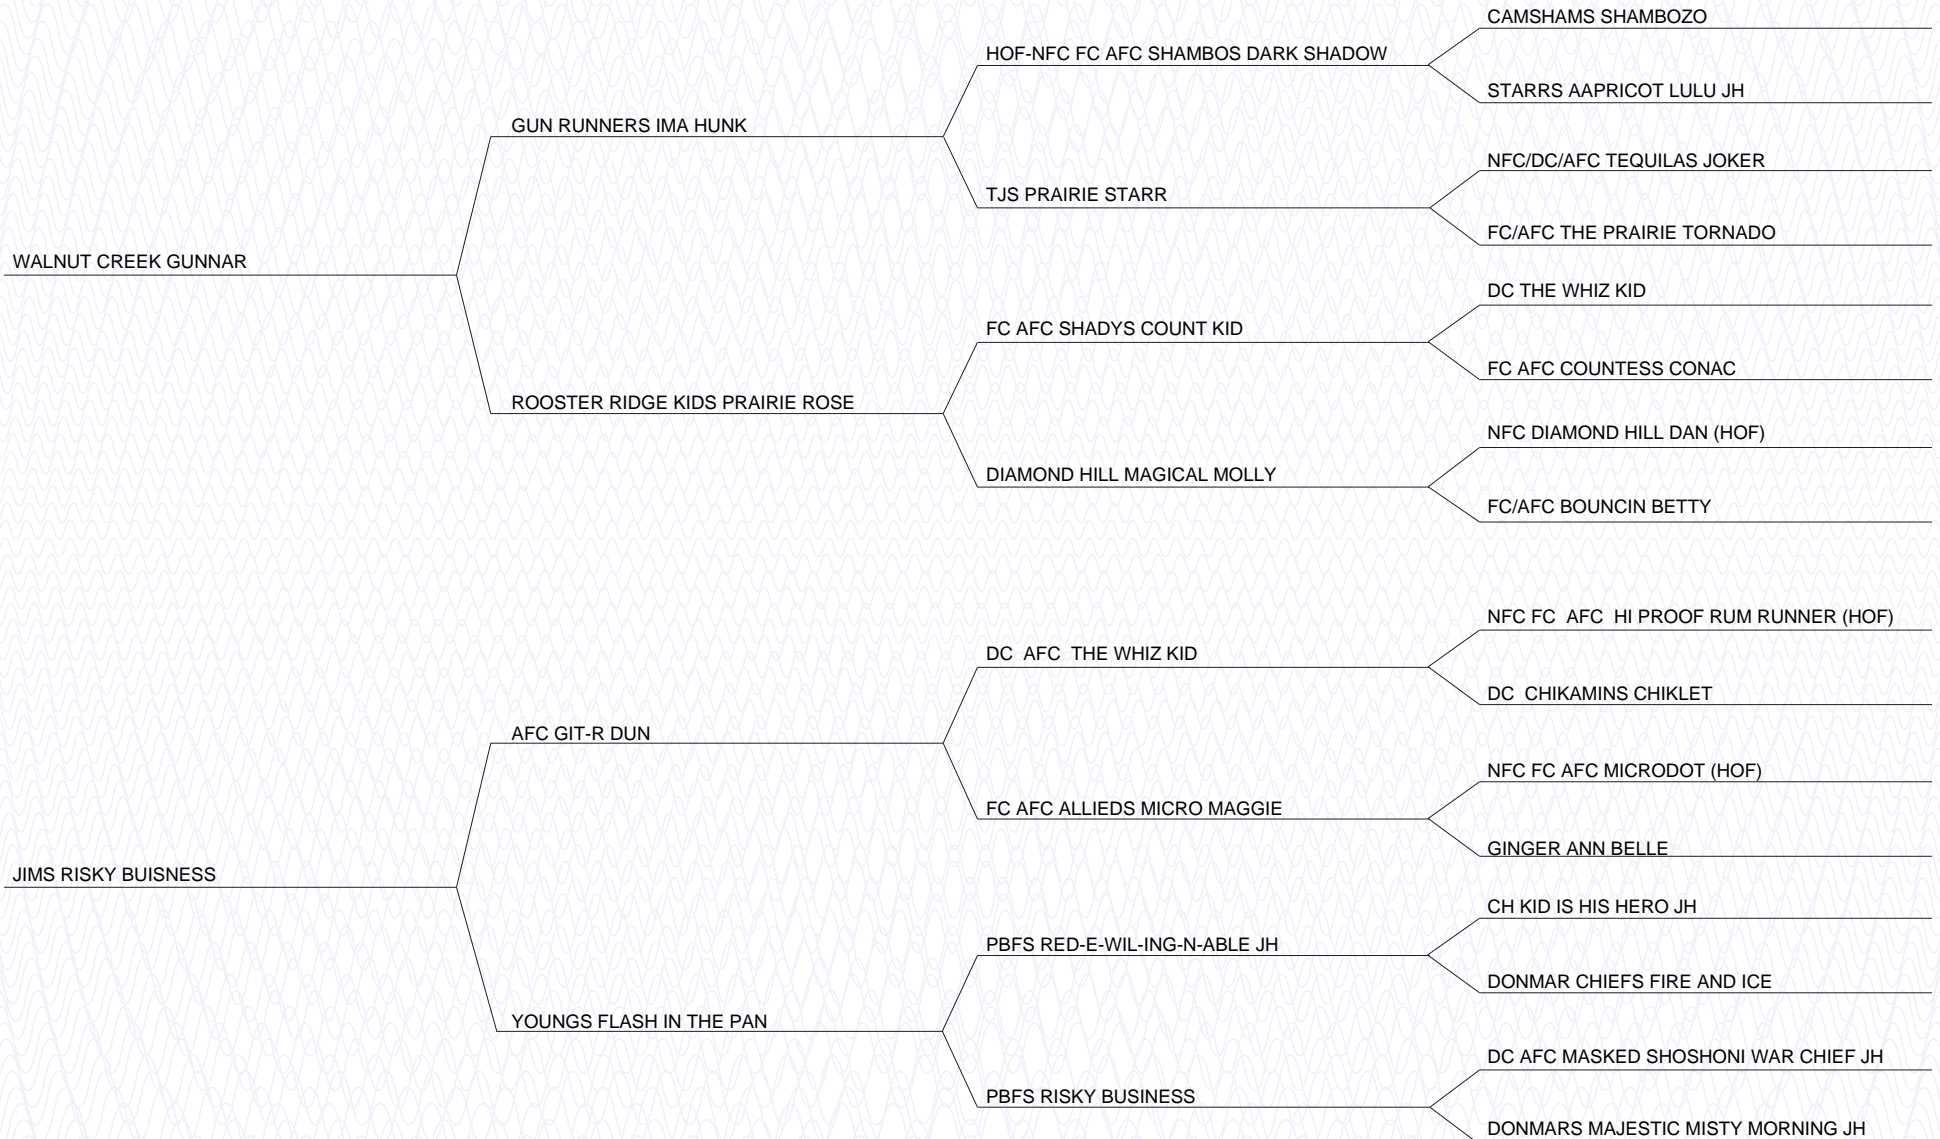 CAMSHAMS SHAMBOZO
HOF-NFC FC AFC SHAMBOS DARK SHADOW
STARRS AAPRICOT LULU JH
GUN RUNNERS IMA HUNK
NFC/DC/AFC TEQUILAS JOKER
TJS PRAIRIE STARR
FC/AFC THE PRAIRIE TORNADO
WALNUT CREEK GUNNAR
DC THE WHIZ KID
FC AFC SHADYS COUNT KID
FC AFC COUNTESS CONAC
ROOSTER RIDGE KIDS PRAIRIE ROSE
NFC DIAMOND HILL DAN (HOF)
DIAMOND HILL MAGICAL MOLLY
FC/AFC BOUNCIN BETTY
NFC FC  AFC  HI PROOF RUM RUNNER (HOF)
DC  AFC  THE WHIZ KID
DC  CHIKAMINS CHIKLET
AFC GIT-R DUN
NFC FC AFC MICRODOT (HOF)
FC AFC ALLIEDS MICRO MAGGIE
GINGER ANN BELLE
JIMS RISKY BUISNESS
CH KID IS HIS HERO JH
PBFS RED-E-WIL-ING-N-ABLE JH
DONMAR CHIEFS FIRE AND ICE
YOUNGS FLASH IN THE PAN
DC AFC MASKED SHOSHONI WAR CHIEF JH
PBFS RISKY BUSINESS
DONMARS MAJESTIC MISTY MORNING JH